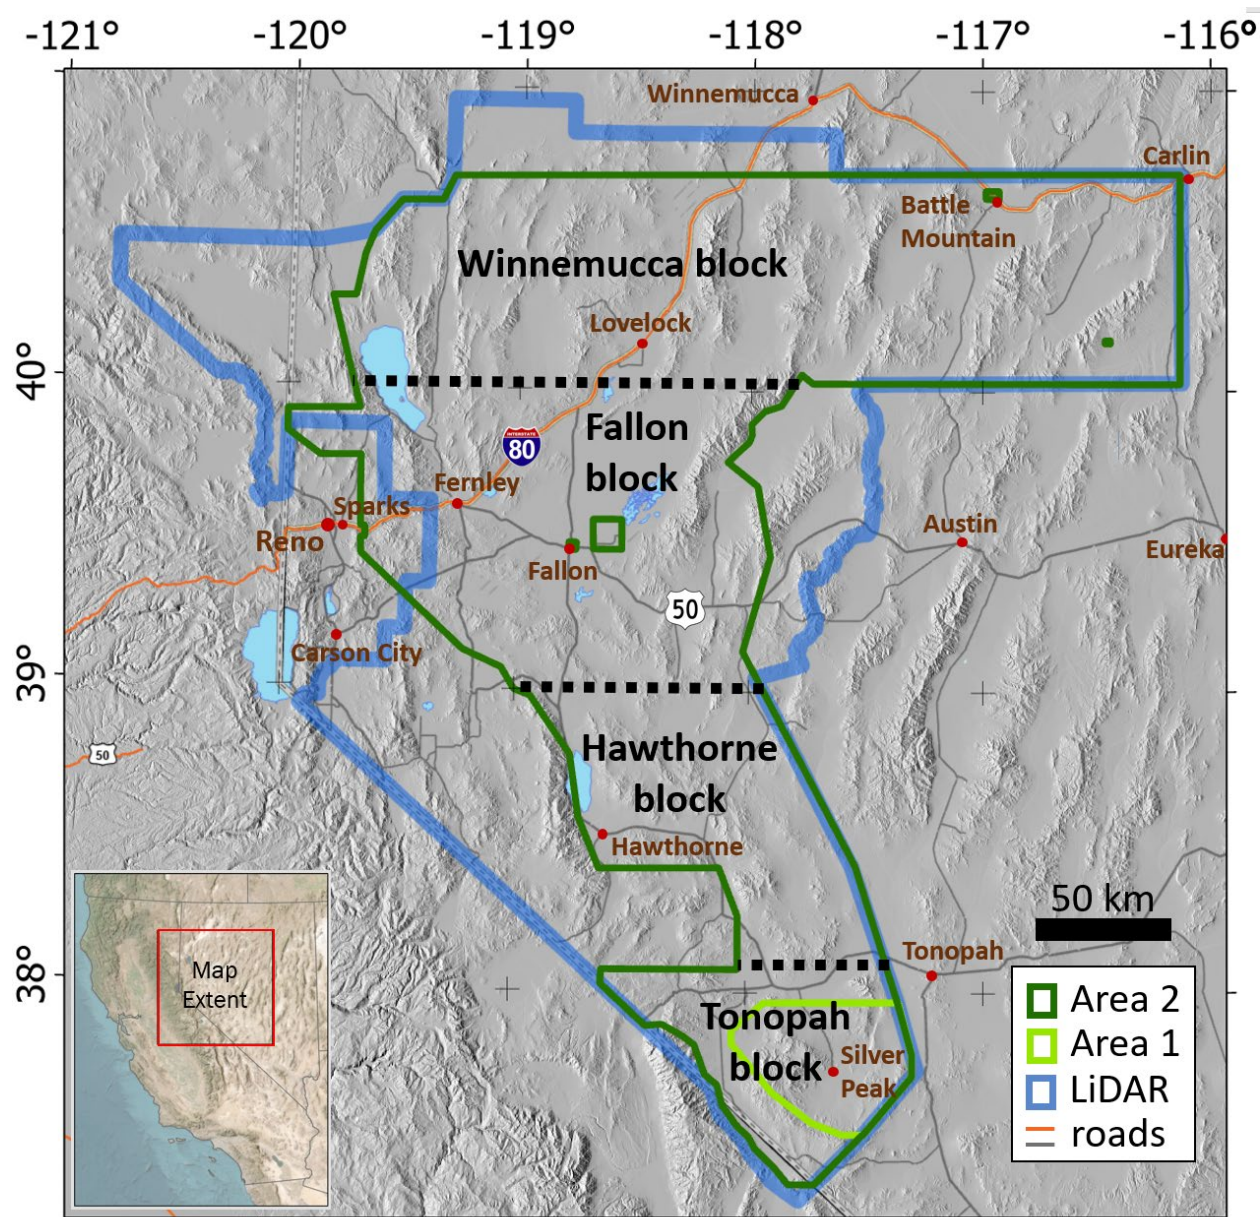 -121°
-120°
-119°
-118°
-117°
-116°
Winnemucca
Carlin
Battle
Mountain
Winnemucca block
Lovelock
40°
Fallon
block
INTERSTATE
80
Fernley
Sparks
Reno
Austin
Eureka
Fallon
50
Carson City
39°
50
Hawthorne
block
Hawthorne
50 km
Tonopah
38°
Map
Extent
Tonopah
block
Silver
Peak
Area 2
Area 1
LiDAR
roads